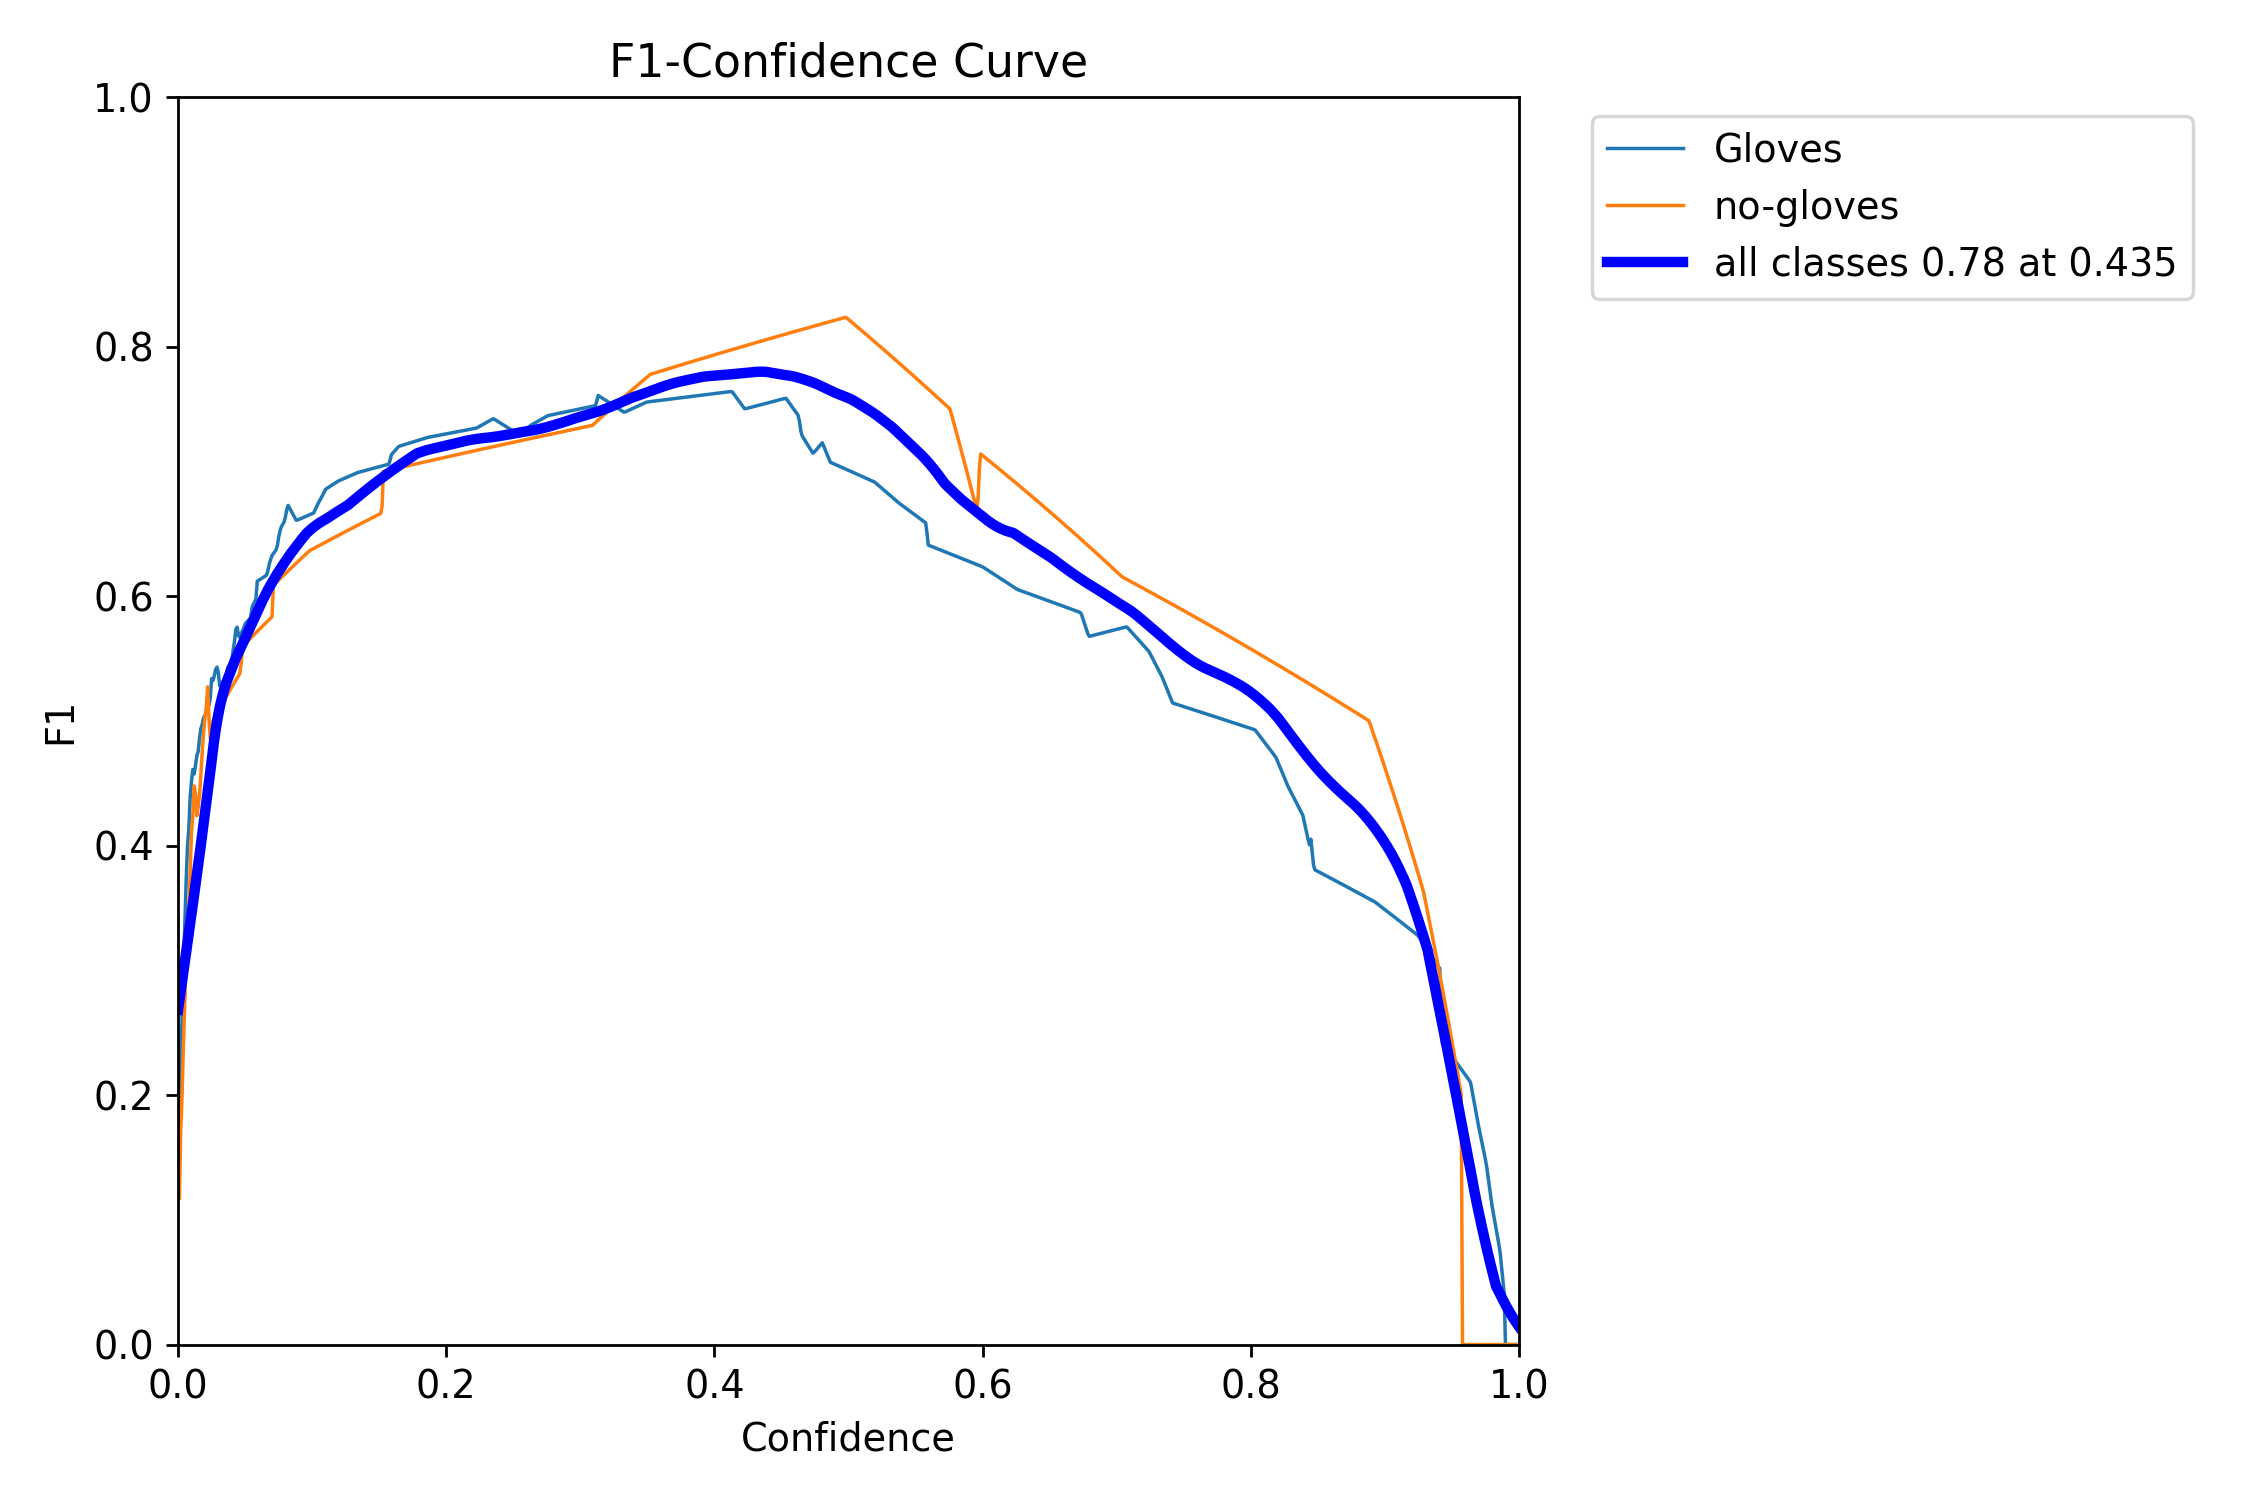 F1-Confidence Curve
Gloves
no-gloves
all classes 0.78 at 0.435
F1
1.0
0.8
0.6
0.4
0.2
0.0
0.0 0.2 0.4 0.6 0.8 1.0
Confidence